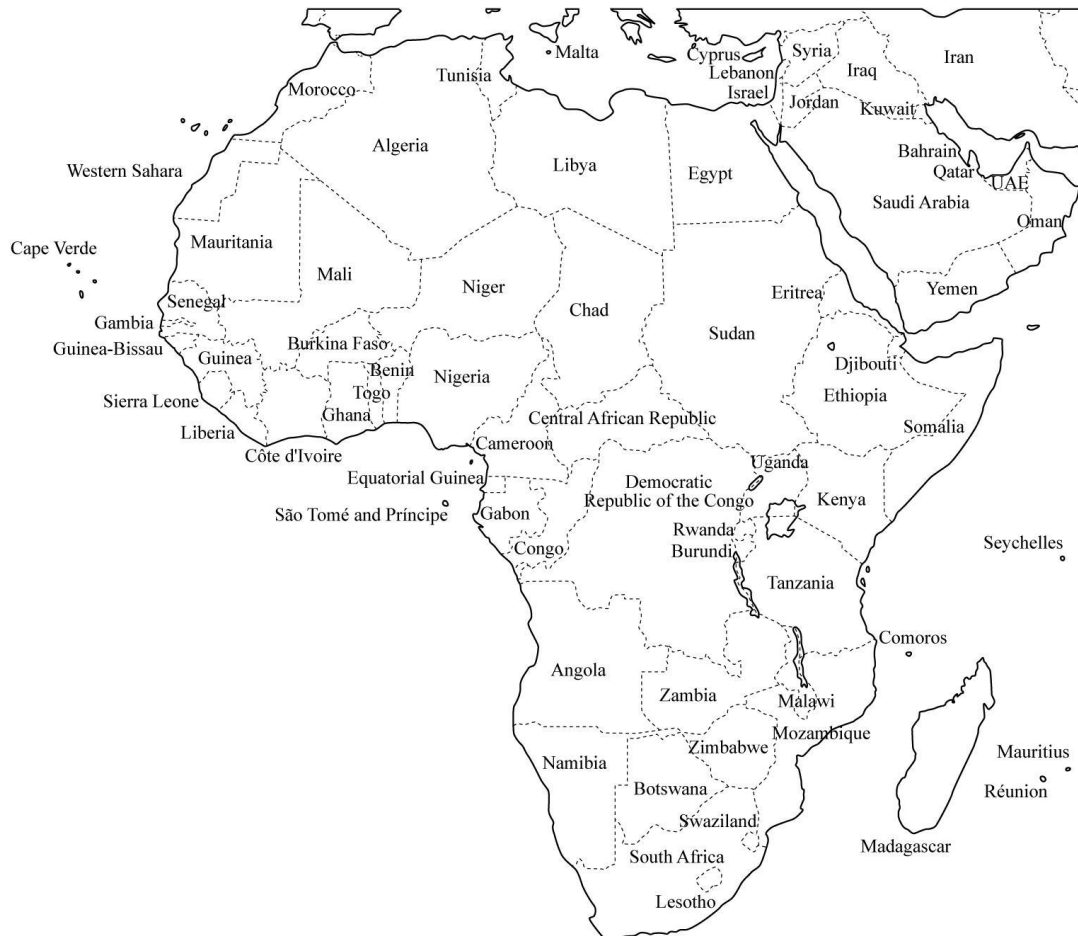 Malta
Cyprus
Syria
Lebanon
Iraq
Iran
Tunisia
Israel
Morocco
Jordan
Kuwait
Algeria
Bahrain
Western Sahara
Libya
Egypt
Qatar
UAE
Saudi Arabia
Oman
Mauritania
Cape Verde
Mali
Niger
Yemen
Senegal
Eritrea
Chad
Gambia
Sudan
Burkina Faso
Guinea-Bissau
Guinea
Djibouti
Benin
Nigeria
Togo
Ethiopia
Sierra Leone
Ghana
Central African Republic
Somalia
Liberia
Cameroon
Côte d'Ivoire
Uganda
Equatorial Guinea
Democratic
Republic of the Congo
Kenya
São Tomé and Príncipe
Gabon
Rwanda
Congo
Burundi
Seychelles
Tanzania
Comoros
Angola
Zambia
Malawi
Mozambique
Zimbabwe
Mauritius
Namibia
Botswana
Réunion
Swaziland
Madagascar
South Africa
Lesotho